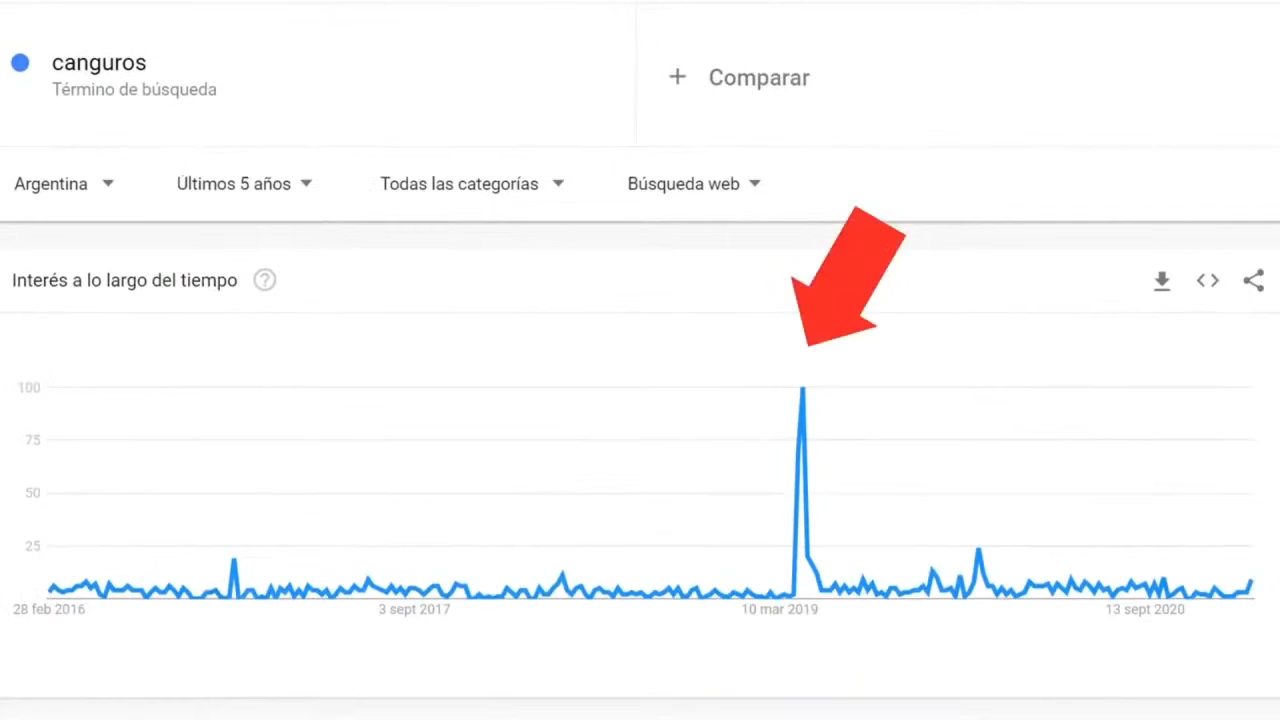 canguros
Término de búsqueda
+ Comparar
Argentina
Últimos 5 años
Todas las categorías
Búsqueda web
Interés a lo largo del tiempo
?
100
75
50
25
28 feb 2016
3 sept 2017
10 mar 2019
13 sept 2020